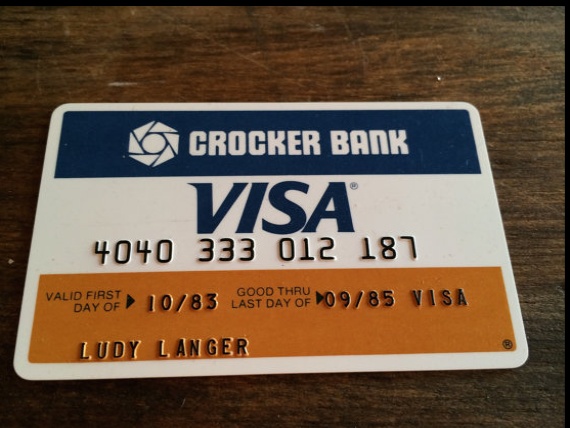 CROCKER BANK
VISA®
4040 333 012 187
VALID FIRST DAY OF ▶ 10/83 GOOD THRU LAST DAY OF ▶ 09/85 VISA
LUDY LANGER ®